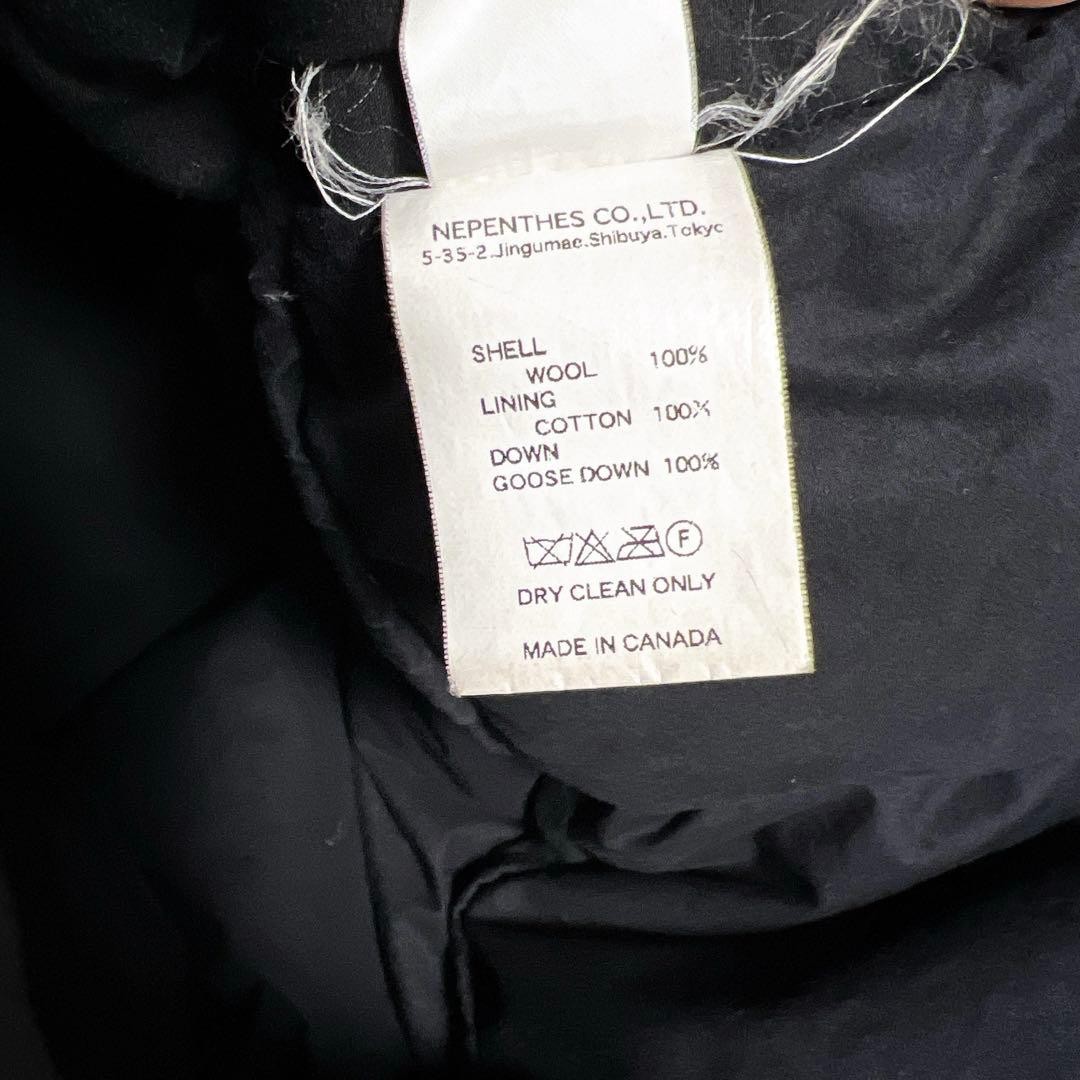 NEPENTHES CO.,LTD.
5-35-2.Jingumae.Shibuya.Tokyo
SHELL
WOOL 100%
LINING
COTTON 100%
DOWN
GOOSE DOWN 100%
F
DRY CLEAN ONLY
MADE IN CANADA